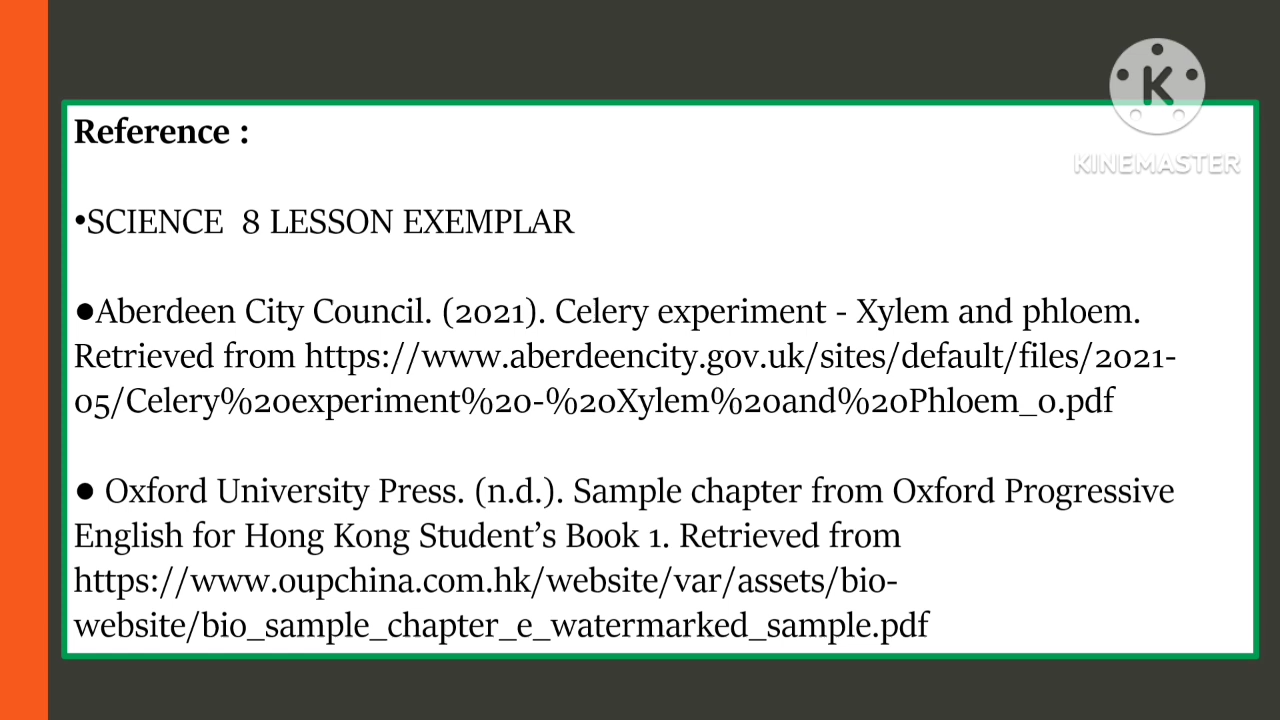 K
KINEMASTER
Reference :
•SCIENCE  8 LESSON EXEMPLAR
●Aberdeen City Council. (2021). Celery experiment - Xylem and phloem.
Retrieved from https://www.aberdeencity.gov.uk/sites/default/files/2021-
05/Celery%20experiment%20-%20Xylem%20and%20Phloem_0.pdf
● Oxford University Press. (n.d.). Sample chapter from Oxford Progressive
English for Hong Kong Student’s Book 1. Retrieved from
https://www.oupchina.com.hk/website/var/assets/bio-
website/bio_sample_chapter_e_watermarked_sample.pdf